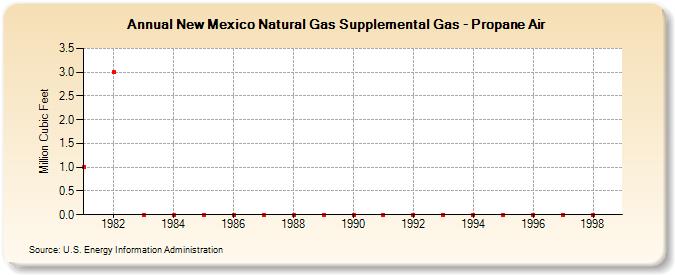 Annual New Mexico Natural Gas Supplemental Gas - Propane Air
Million Cubic Feet
3.5
3.0
2.5
2.0
1.5
1.0
0.5
0.0
1982 1984 1986 1988 1990 1992 1994 1996 1998
Source: U.S. Energy Information Administration